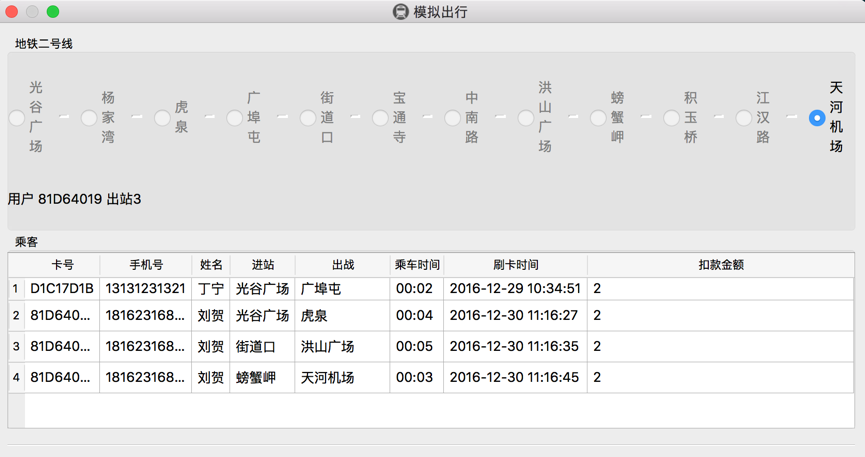 模拟出行
地铁二号线
光谷广场
杨家湾
虎泉
广埠屯
街道口
宝通寺
中南路
洪山广场
螃蟹岬
积玉桥
江汉路
天河机场
用户 81D64019 出站3
乘客
卡号 手机号 姓名 进站 出战 乘车时间 刷卡时间 扣款金额
1 D1C17D1B 13131231321 丁宁 光谷广场 广埠屯 00:02 2016-12-29 10:34:51 2
2 81D640... 181623168... 刘贺 光谷广场 虎泉 00:04 2016-12-30 11:16:27 2
3 81D640... 181623168... 刘贺 街道口 洪山广场 00:05 2016-12-30 11:16:35 2
4 81D640... 181623168... 刘贺 螃蟹岬 天河机场 00:03 2016-12-30 11:16:45 2